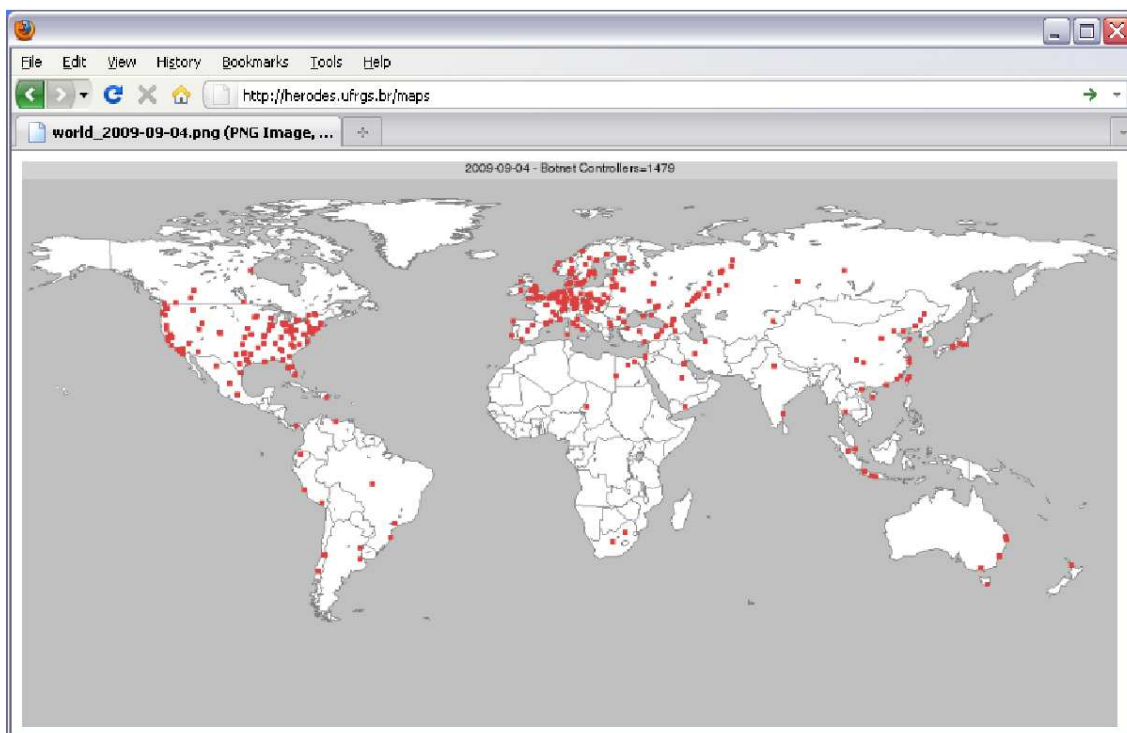 File Edit View History Bookmarks Tools Help
http://herodes.ufrgs.br/maps
world_2009-09-04.png (PNG Image, ...
2009-09-04 - Botnet Controllers=1479